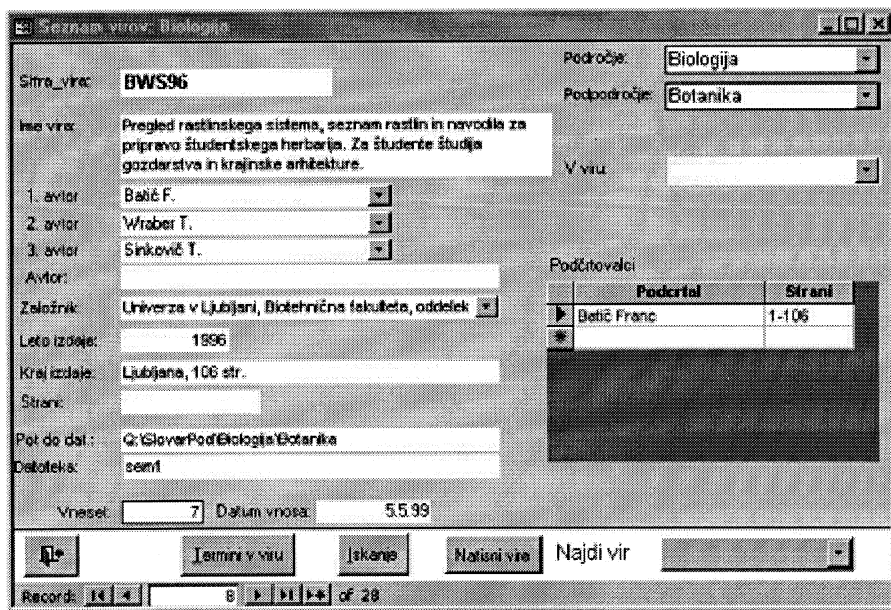 Seznam virov: Biologija
Področje: Biologija
Šifra_vira: BWS96
Podpodročje: Botanika
Ime vira: Pregled rastlinskega sistema, seznam rastlin in navodila za
pripravo študentskega herbarija. Za študente študija
gozdarstva in krajinske arhitekture.
V viru:
1. avtor Batič F.
2. avtor Wraber T.
3. avtor Sinkovič T.
Avtor:
Podčrtovalci
Založnik: Univerza v Ljubljani, Biotehnična fakulteta, oddelek
Podcrtal Strani
Batič Franc 1-106
Leto izdaje: 1996
Kraj izdaje: Ljubljana, 106 str.
Strani:
Pot do dat.: Q:\SlovarPod\Biologija\Botanika
Datoteka: sem1
Vnesel: 7 Datum vnosa: 5.5.99
Termini v viru Iskanje Natisni vire Najdi vir
Record: 8 of 28